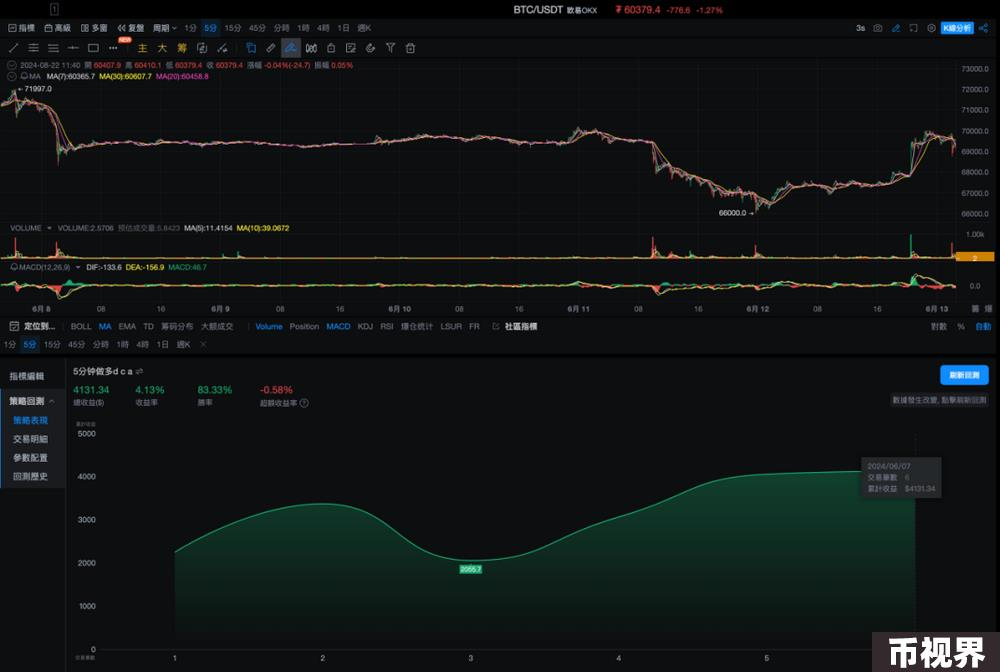 1
BTC/USDT 欧易OKX ₮ 60379.4 -776.6 -1.27%
指標 高級 多窗 復盤 周期 1分 5分 15分 45分 分時 1時 4時 1日 週K 3s K線分析
NEW
主 大 筹
2024-08-22 11:40 開 60407.9 高 60410.1 低 60379.4 收 60379.4 漲幅 -0.04%(-24.7) 振幅 0.05%
MA MA(7):60365.7 MA(30):60607.7 MA(20):60458.8
71997.0
73000.0
72000.0
71000.0
70000.0
69000.0
68000.0
67000.0
66000.0
66000.0
VOLUME VOLUME:2.5706 预估成交量:5.8423 MA(5):11.4154 MA(10):39.0672
1.00k
2
MACD(12,26,9) DIF:-133.6 DEA:-156.9 MACD:46.7
0.0
6月 8 08 16 6月 9 08 16 6月 10 08 16 6月 11 08 16 6月 12 08 16 6月 13 籌 爆
定位到... BOLL MA EMA TD 筹码分布 大額成交 Volume Position MACD KDJ RSI 爆仓统计 LSUR FR 社區指標 對數 % 自動
1分 5分 15分 45分 分時 1時 4時 1日 週K
指標編輯
策略回測
策略表現
交易明細
參數配置
回測歷史
5分钟做多d c a
刷新回測
4131.34 4.13% 83.33% -0.58%
總收益($) 收益率 勝率 超額收益率
數據發生改變, 點擊刷新回測
累計收益
5000
4000
3000
2000
1000
0
2024/06/07
交易筆數 6
累計收益 $4131.34
2055.7
交易筆數 1 2 3 4 5
币视界